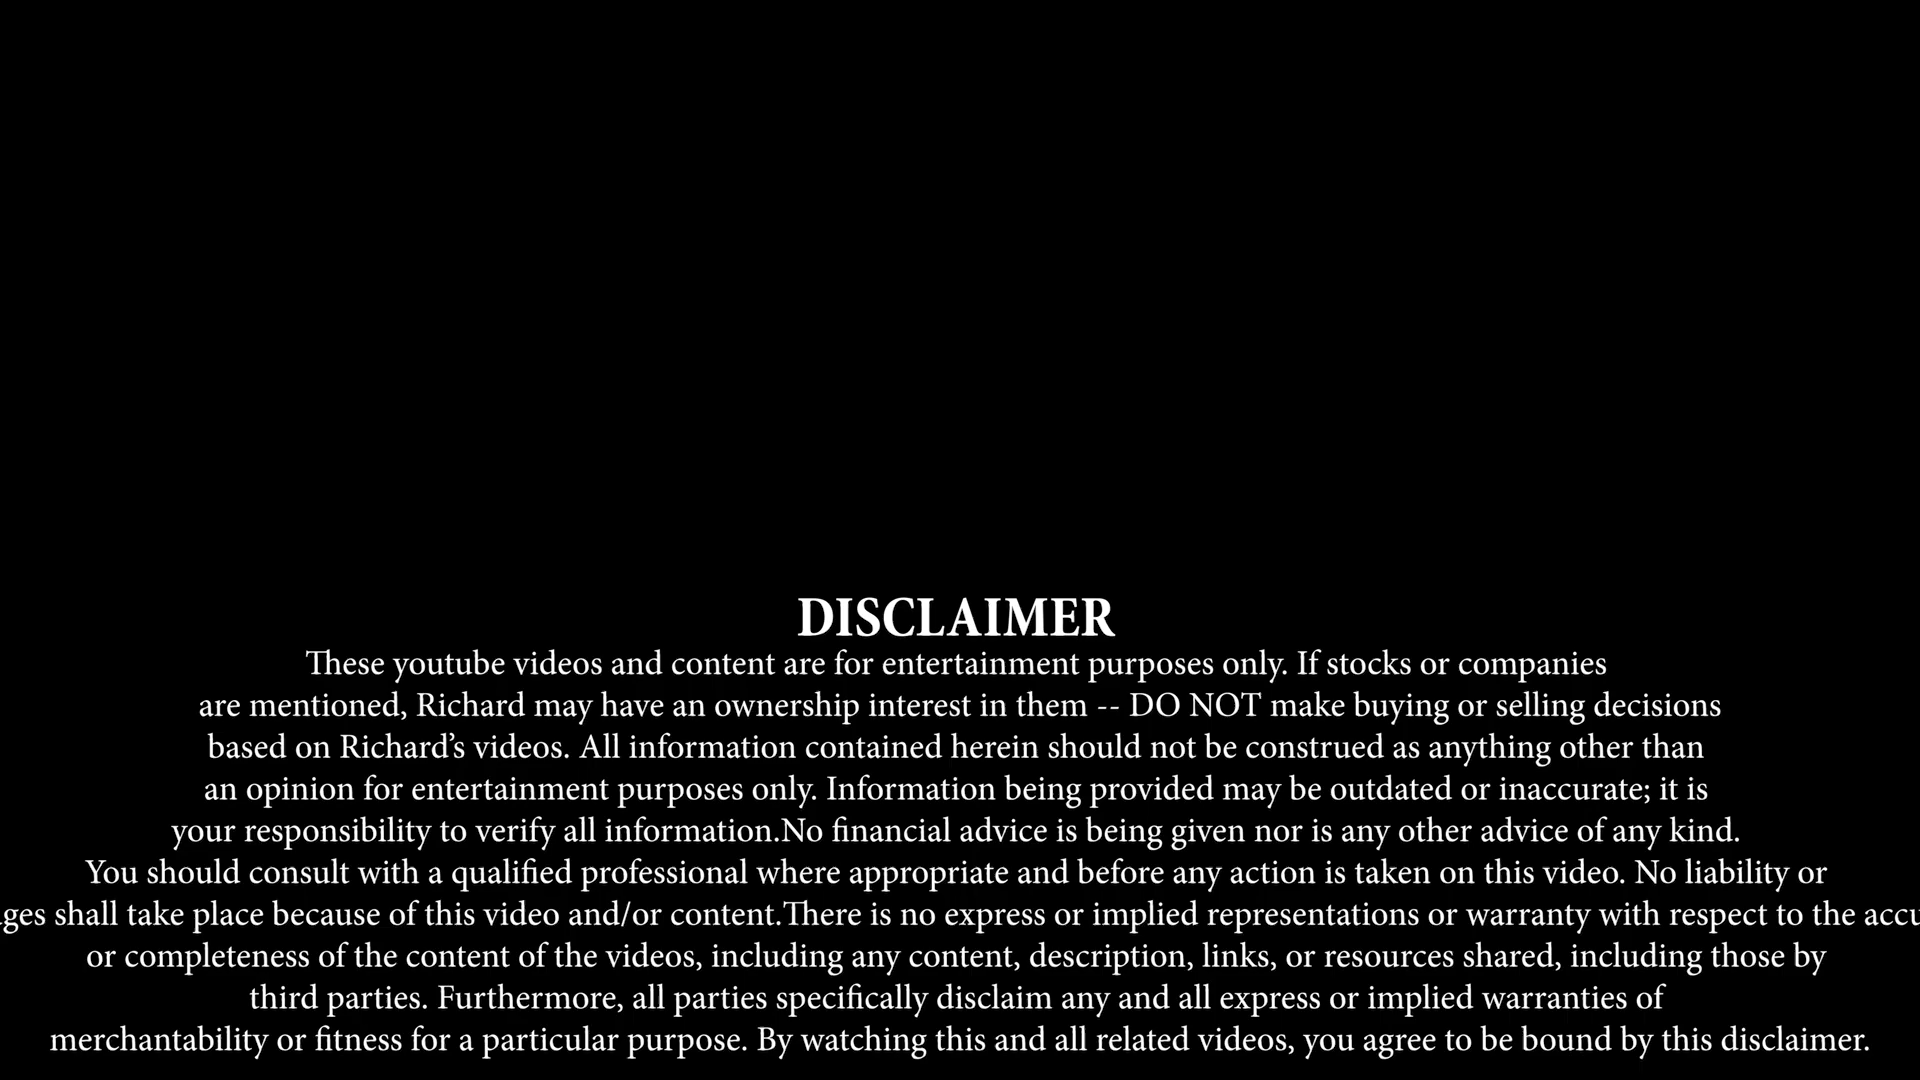 DISCLAIMER
These youtube videos and content are for entertainment purposes only. If stocks or companies
are mentioned, Richard may have an ownership interest in them -- DO NOT make buying or selling decisions
based on Richard’s videos. All information contained herein should not be construed as anything other than
an opinion for entertainment purposes only. Information being provided may be outdated or inaccurate; it is
your responsibility to verify all information.No financial advice is being given nor is any other advice of any kind.
You should consult with a qualified professional where appropriate and before any action is taken on this video. No liability or
shall take place because of this video and/or content.There is no express or implied representations or warranty with respect to the
or completeness of the content of the videos, including any content, description, links, or resources shared, including those by
third parties. Furthermore, all parties specifically disclaim any and all express or implied warranties of
merchantability or fitness for a particular purpose. By watching this and all related videos, you agree to be bound by this disclaimer.